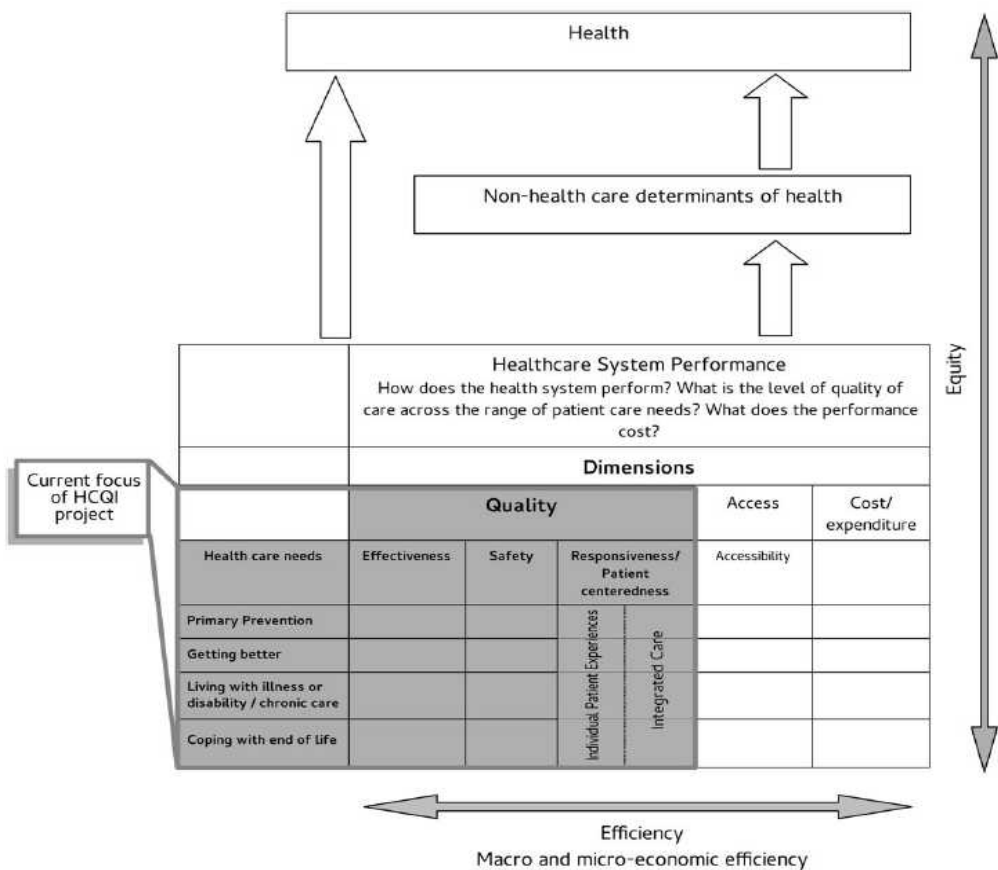 Health
Non-health care determinants of health
Equity
Healthcare System Performance
How does the health system perform? What is the level of quality of
care across the range of patient care needs? What does the performance
cost?
Dimensions
Current focus
of HCQI
project
Quality
Access
Cost/
expenditure
Health care needs
Effectiveness
Safety
Responsiveness/
Patient
centeredness
Accessibility
Primary Prevention
Getting better
Living with illness or
disability / chronic care
Coping with end of life
Individual Patient Experiences
Integrated Care
Efficiency
Macro and micro-economic efficiency